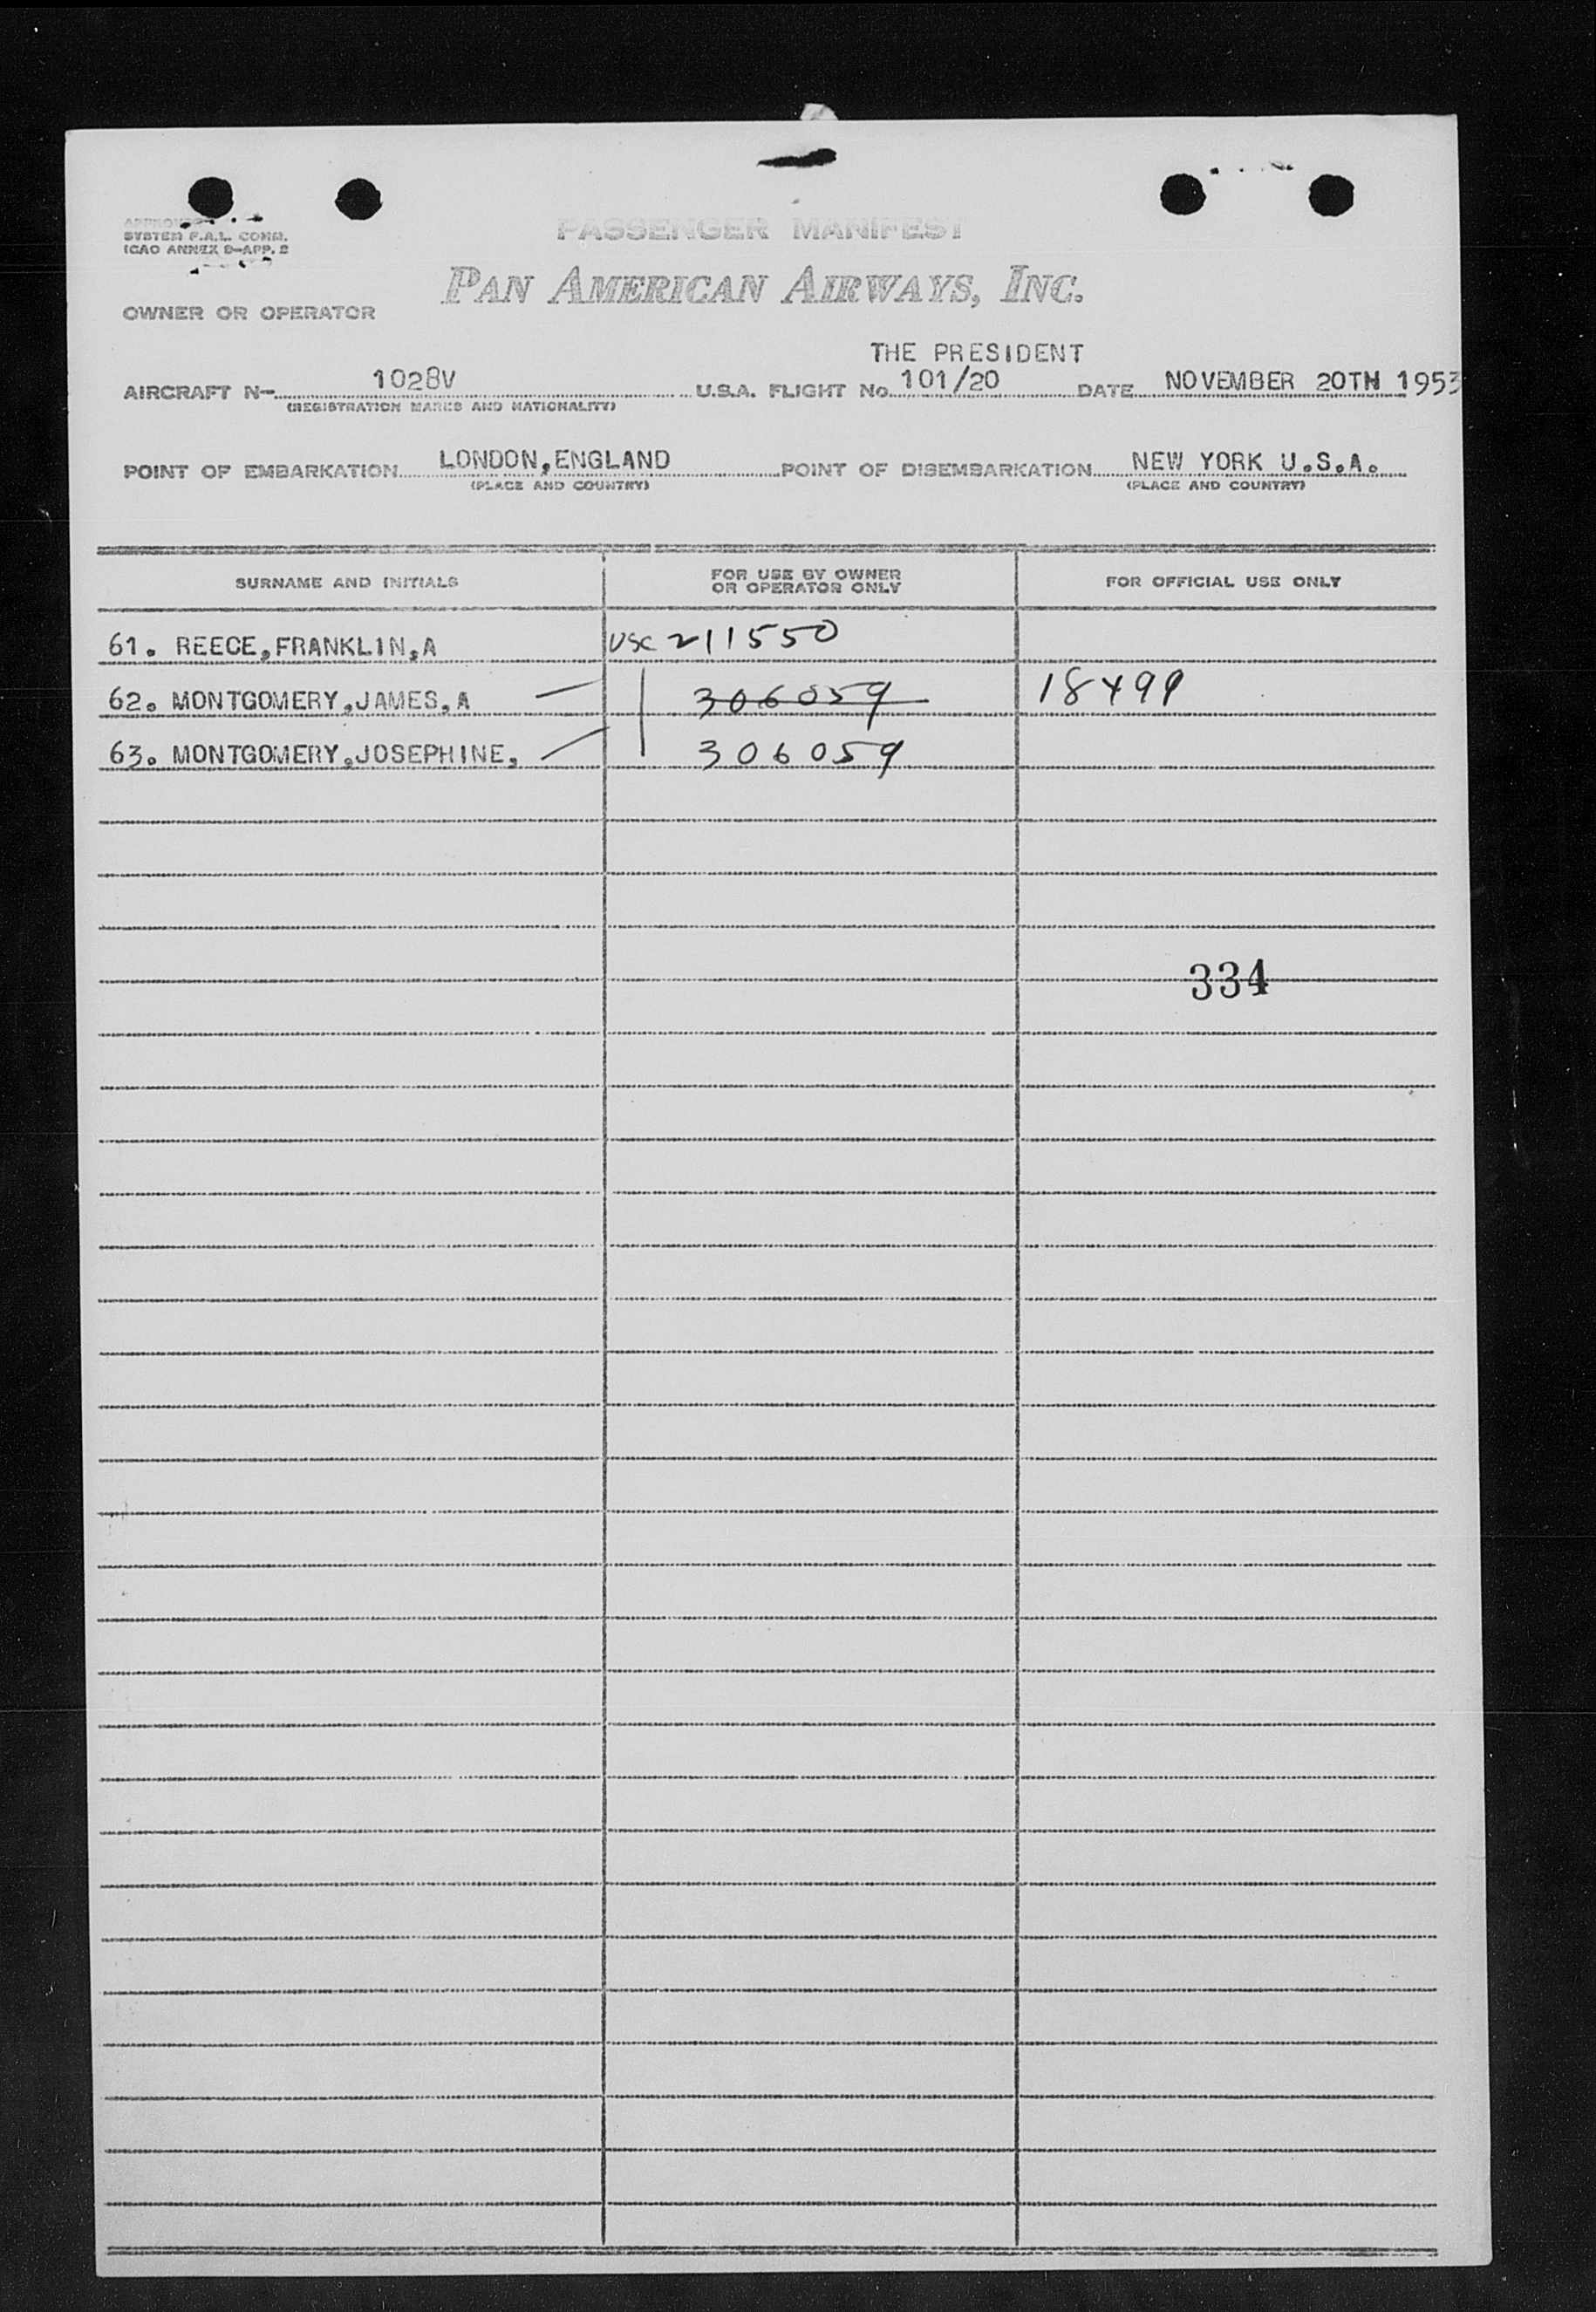 APPROVED
SYSTEM F.A.L. COMM.
ICAO ANNEX 9-APP. 2
PASSENGER MANIFEST
PAN AMERICAN AIRWAYS, INC.
OWNER OR OPERATOR
THE PRESIDENT
AIRCRAFT N- 1028V U.S.A. FLIGHT No. 101/20 DATE NOVEMBER 20TH 1953
(REGISTRATION MARKS AND NATIONALITY)
POINT OF EMBARKATION LONDON,ENGLAND POINT OF DISEMBARKATION NEW YORK U.S.A.
(PLACE AND COUNTRY) (PLACE AND COUNTRY)
SURNAME AND INITIALS FOR USE BY OWNER OR OPERATOR ONLY FOR OFFICIAL USE ONLY
61. REECE,FRANKLIN,A USC 211550
62. MONTGOMERY,JAMES,A 306059 18499
63. MONTGOMERY,JOSEPHINE, 306059
334